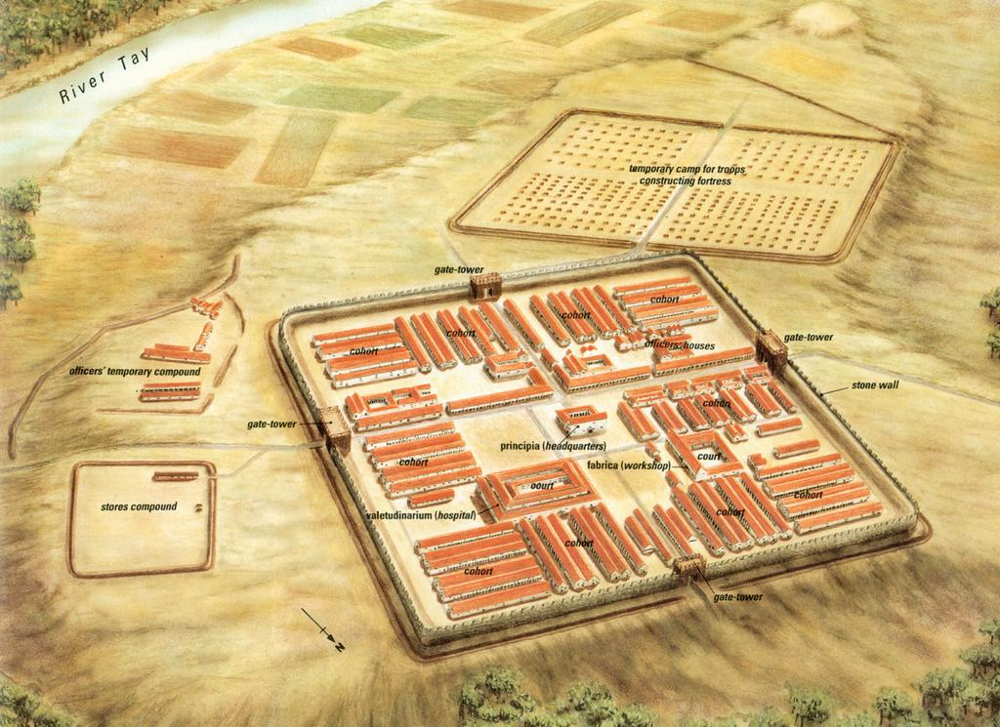 River Tay
temporary camp for troops
constructing fortress
gate-tower
cohort
cohort
cohort
cohort
officers' houses
gate-tower
officers' temporary compound
stone wall
cohort
gate-tower
principia (headquarters)
cohort
fabrica (workshop)
court
court
cohort
stores compound
valetudinarium (hospital)
cohort
cohort
cohort
gate-tower
N